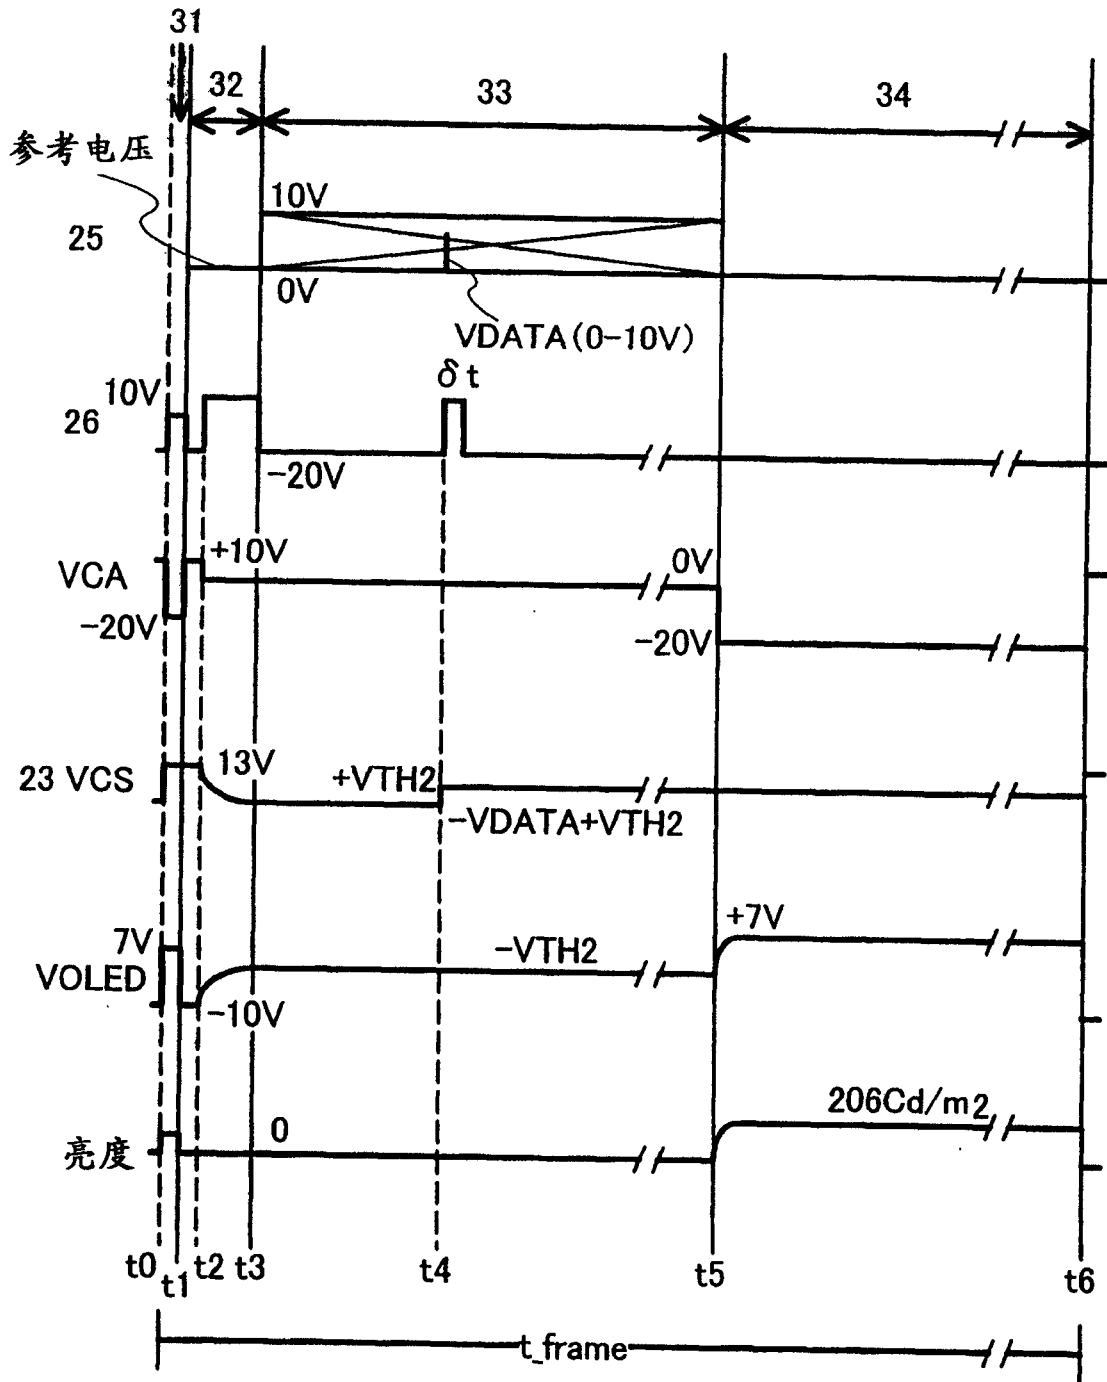 31
32
33
34
参考电压
10V
25
0V
VDATA(0-10V)
δt
10V
26
-20V
+10V
0V
VCA
-20V
-20V
13V
+VTH2
23 VCS
-VDATA+VTH2
+7V
7V
-VTH2
VOLED
-10V
206Cd/m2
0
亮度
t0
t1
t2
t3
t4
t5
t6
t_frame